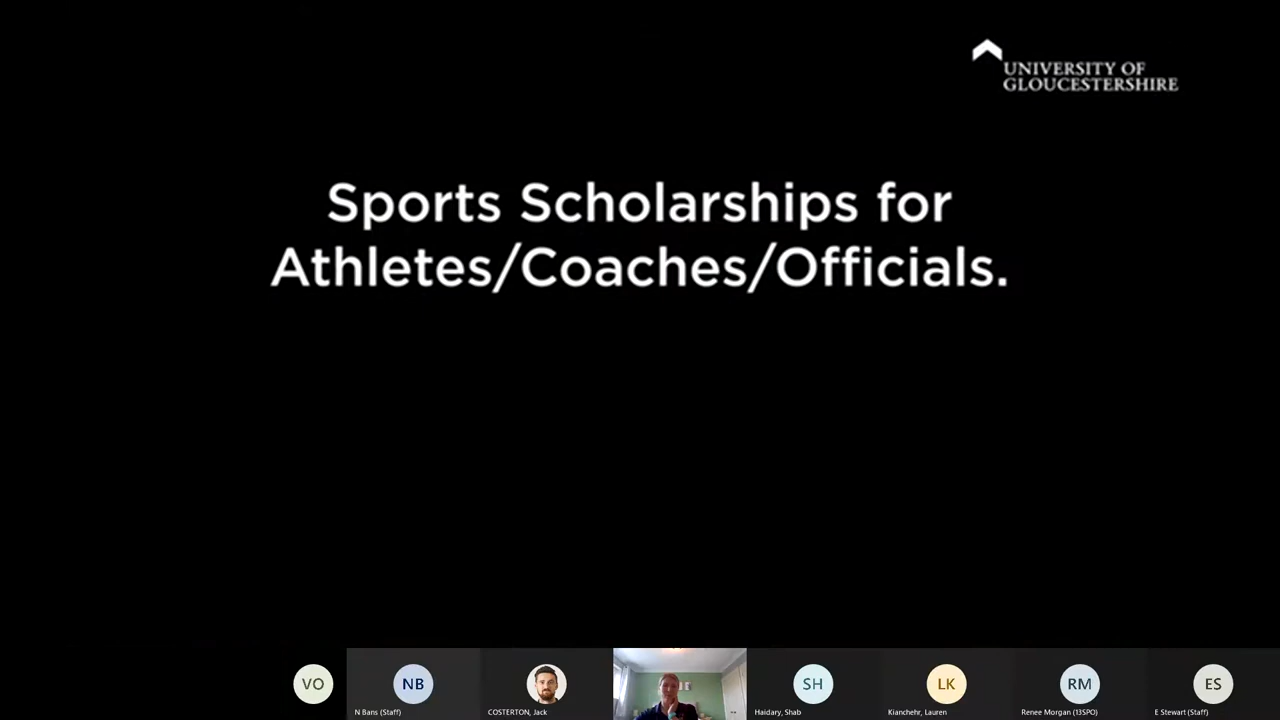 UNIVERSITY OF
GLOUCESTERSHIRE
Sports Scholarships for
Athletes/Coaches/Officials.
VO
NB
SH
LK
RM
ES
N Bans (Staff)
COSTERTON, Jack
Haidary, Shab
Kianchehr, Lauren
Renee Morgan (13SPO)
E Stewart (Staff)